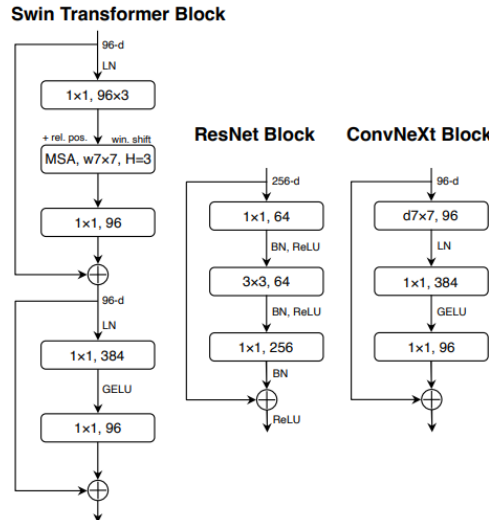 Swin Transformer Block
96-d
LN
1×1, 96×3
+ rel. pos.
win. shift
MSA, w7×7, H=3
1×1, 96
96-d
LN
1×1, 384
GELU
1×1, 96
ResNet Block
256-d
1×1, 64
BN, ReLU
3×3, 64
BN, ReLU
1×1, 256
BN
ReLU
ConvNeXt Block
96-d
d7×7, 96
LN
1×1, 384
GELU
1×1, 96